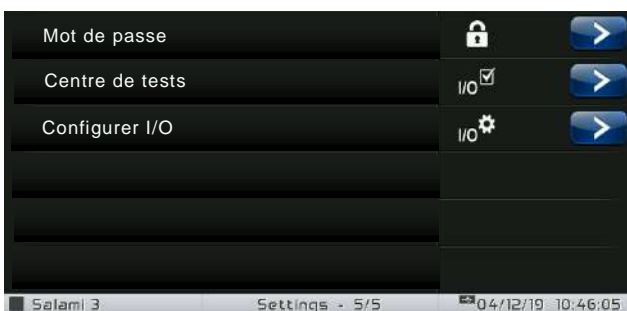 Mot de passe
Centre de tests
I/O
Configurer I/O
I/O
Salami 3 Settings - 5/5 04/12/19 10:46:05